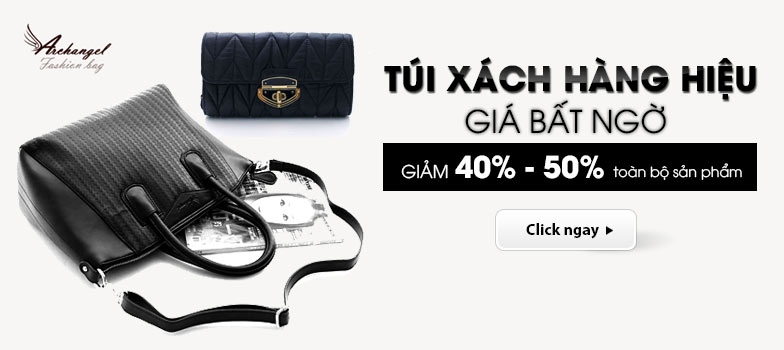 Archangel
Fashion bag
TÚI XÁCH HÀNG HIỆU
GIÁ BẤT NGỜ
GIẢM 40% - 50% toàn bộ sản phẩm
Click ngay